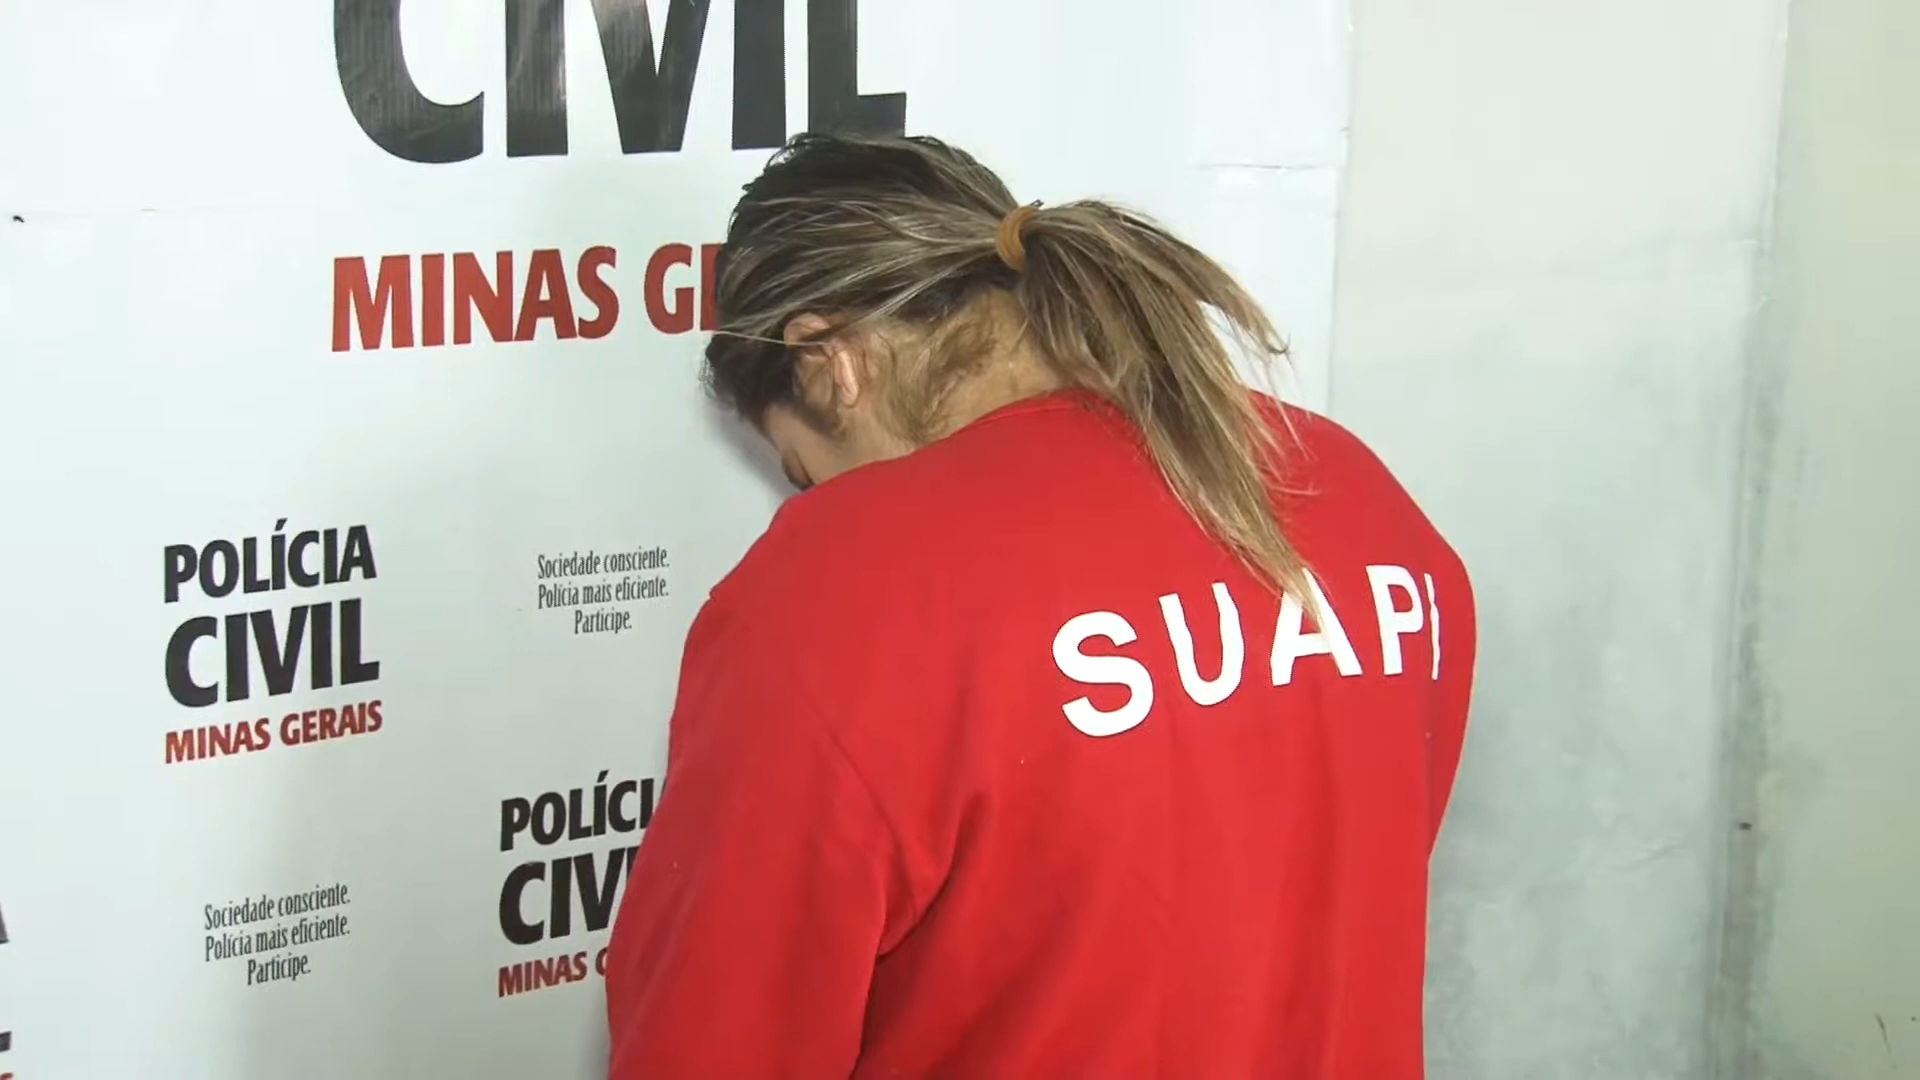 CIVIL
MINAS GE
POLÍCIA
CIVIL
MINAS GERAIS
Sociedade consciente.
Polícia mais eficiente.
Participe.
SUAPI
POLÍCIA
CIVI
MINAS G
Sociedade consciente.
Polícia mais eficiente.
Participe.